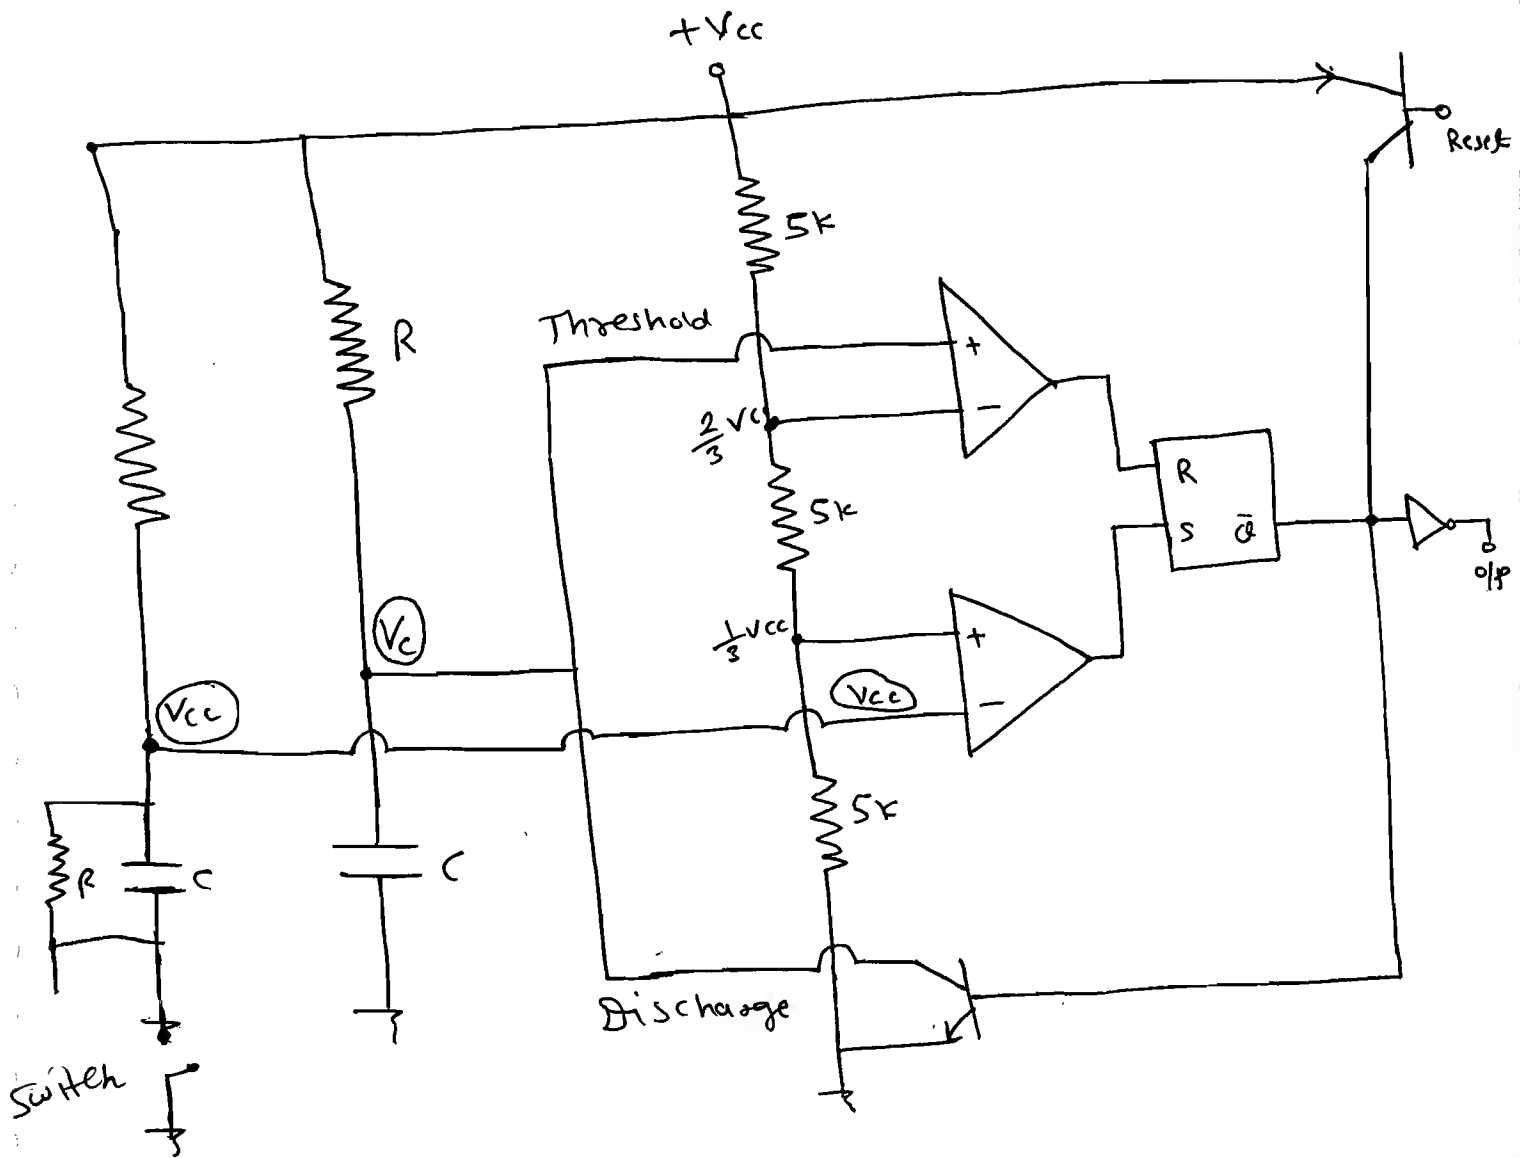 +Vcc
Reset
5K
Threshold
R
+
2/3 VCC
−
R
5K
S Q̄
o/p
Vc
1/3 VCC
+
Vcc
Vcc
−
5K
R
C
C
Discharge
Switch